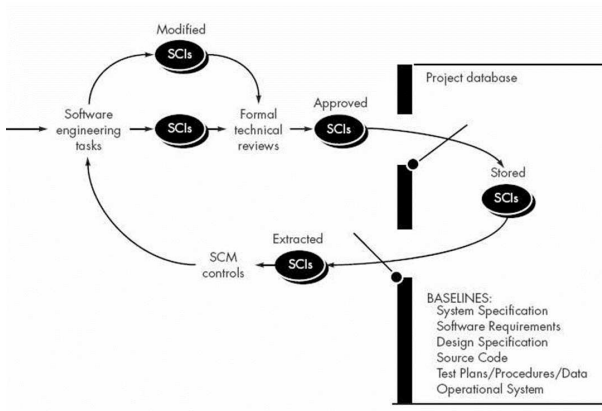 Modified
SCIs
Project database
Software
engineering
tasks
SCIs
Formal
technical
reviews
Approved
SCIs
Stored
SCIs
Extracted
SCIs
SCM
controls
BASELINES:
System Specification
Software Requirements
Design Specification
Source Code
Test Plans/Procedures/Data
Operational System